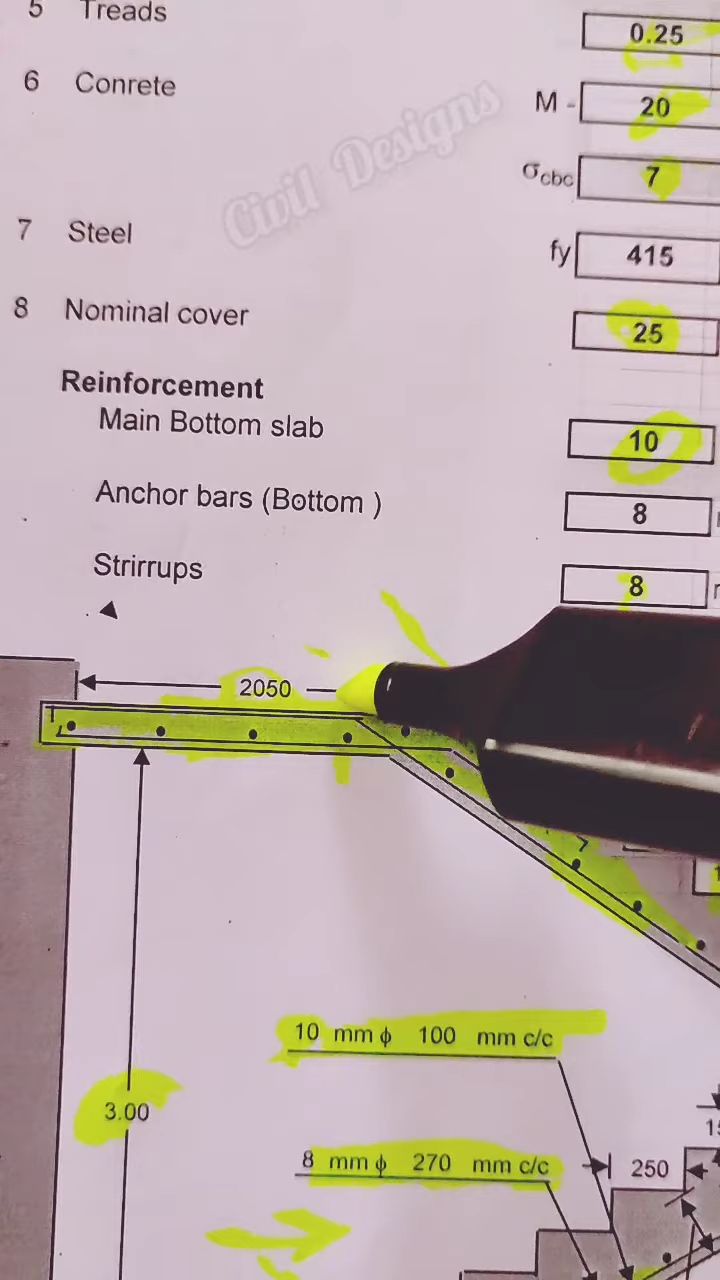 5 Treads 0.25
6 Conrete M - 20
Civil Designs
σcbc 7
7 Steel fy 415
8 Nominal cover 25
Reinforcement
Main Bottom slab 10
Anchor bars (Bottom ) 8
Strirrups 8
2050
10 mm ϕ 100 mm c/c
3.00
8 mm ϕ 270 mm c/c
250